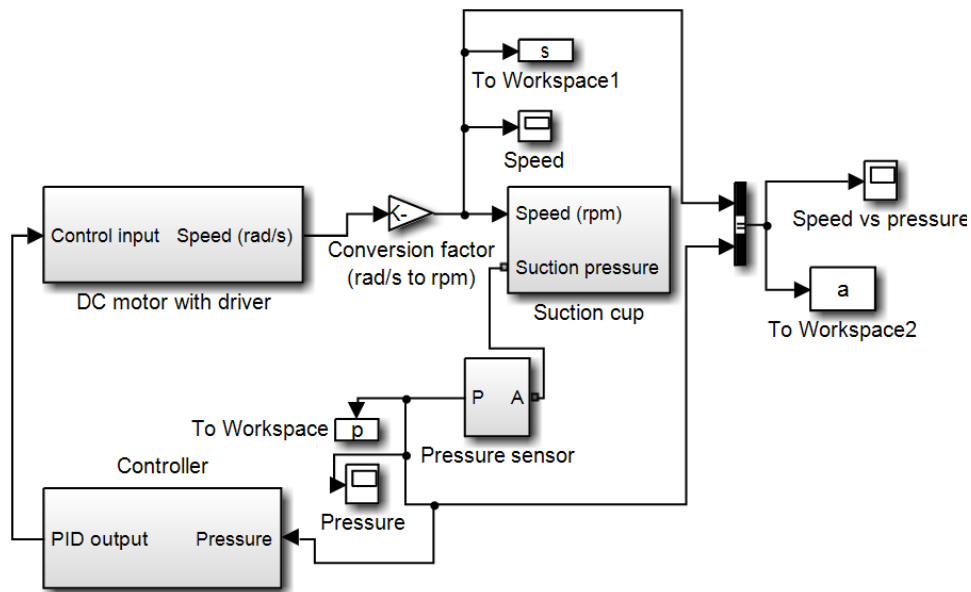 s
To Workspace1
Speed
Control input
Speed (rad/s)
DC motor with driver
K-
Conversion factor
(rad/s to rpm)
Speed (rpm)
Suction pressure
Suction cup
Speed vs pressure
a
To Workspace2
P
A
Pressure sensor
To Workspace
p
Pressure
Controller
PID output
Pressure